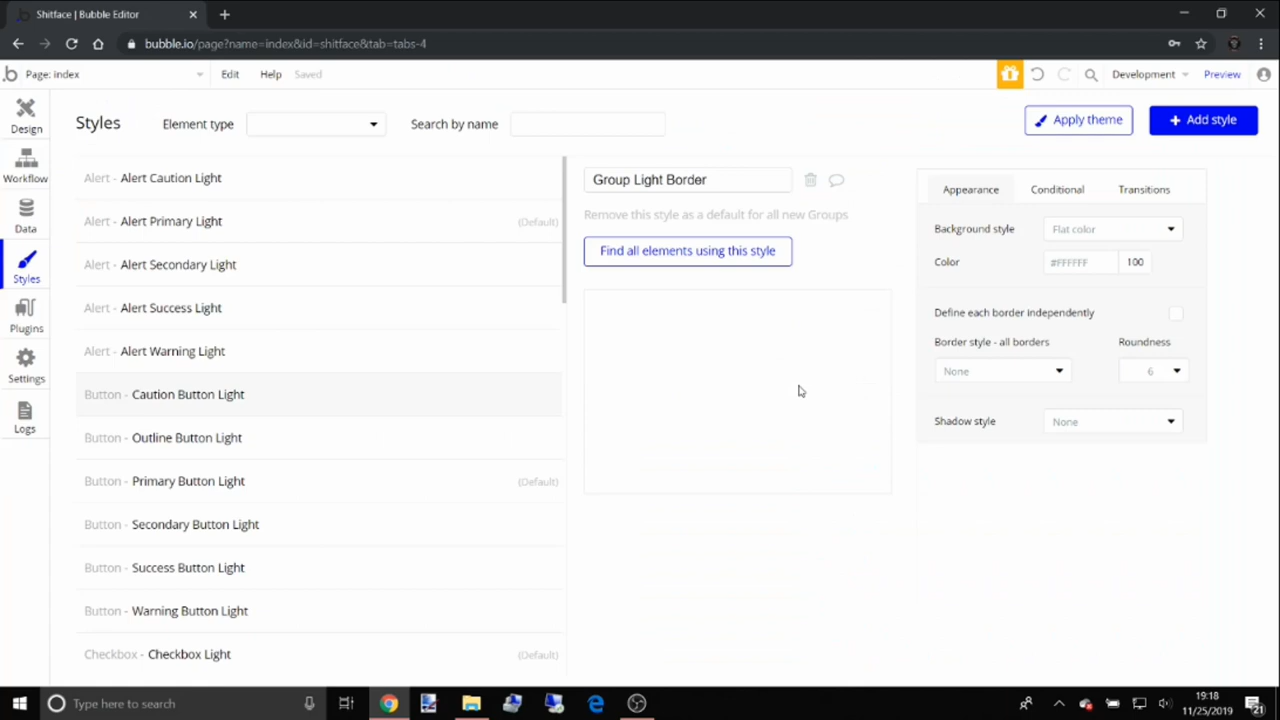 Shitface | Bubble Editor
bubble.io/page?name=index&id=shitface&tab=tabs-4
Page: index
Edit
Help
Saved
Development
Preview
Design
Workflow
Data
Styles
Plugins
Settings
Logs
Styles
Element type
Search by name
Apply theme
+ Add style
Alert - Alert Caution Light
Alert - Alert Primary Light (Default)
Alert - Alert Secondary Light
Alert - Alert Success Light
Alert - Alert Warning Light
Button - Caution Button Light
Button - Outline Button Light
Button - Primary Button Light (Default)
Button - Secondary Button Light
Button - Success Button Light
Button - Warning Button Light
Checkbox - Checkbox Light (Default)
Group Light Border
Remove this style as a default for all new Groups
Find all elements using this style
Appearance
Conditional
Transitions
Background style
Flat color
Color
#FFFFFF
100
Define each border independently
Border style - all borders
Roundness
None
6
Shadow style
None
Type here to search
19:18
11/25/2019
21